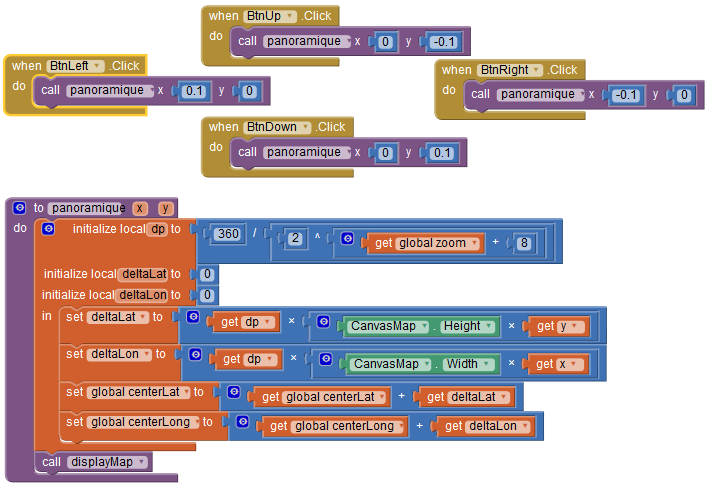 when BtnUp .Click
do call panoramique x 0 y -0.1
when BtnLeft .Click
do call panoramique x 0.1 y 0
when BtnRight .Click
do call panoramique x -0.1 y 0
when BtnDown .Click
do call panoramique x 0 y 0.1
to panoramique x y
do initialize local dp to 360 / 2 ^ get global zoom + 8
initialize local deltaLat to 0
initialize local deltaLon to 0
in set deltaLat to get dp × CanvasMap . Height × get y
set deltaLon to get dp × CanvasMap . Width × get x
set global centerLat to get global centerLat + get deltaLat
set global centerLong to get global centerLong + get deltaLon
call displayMap